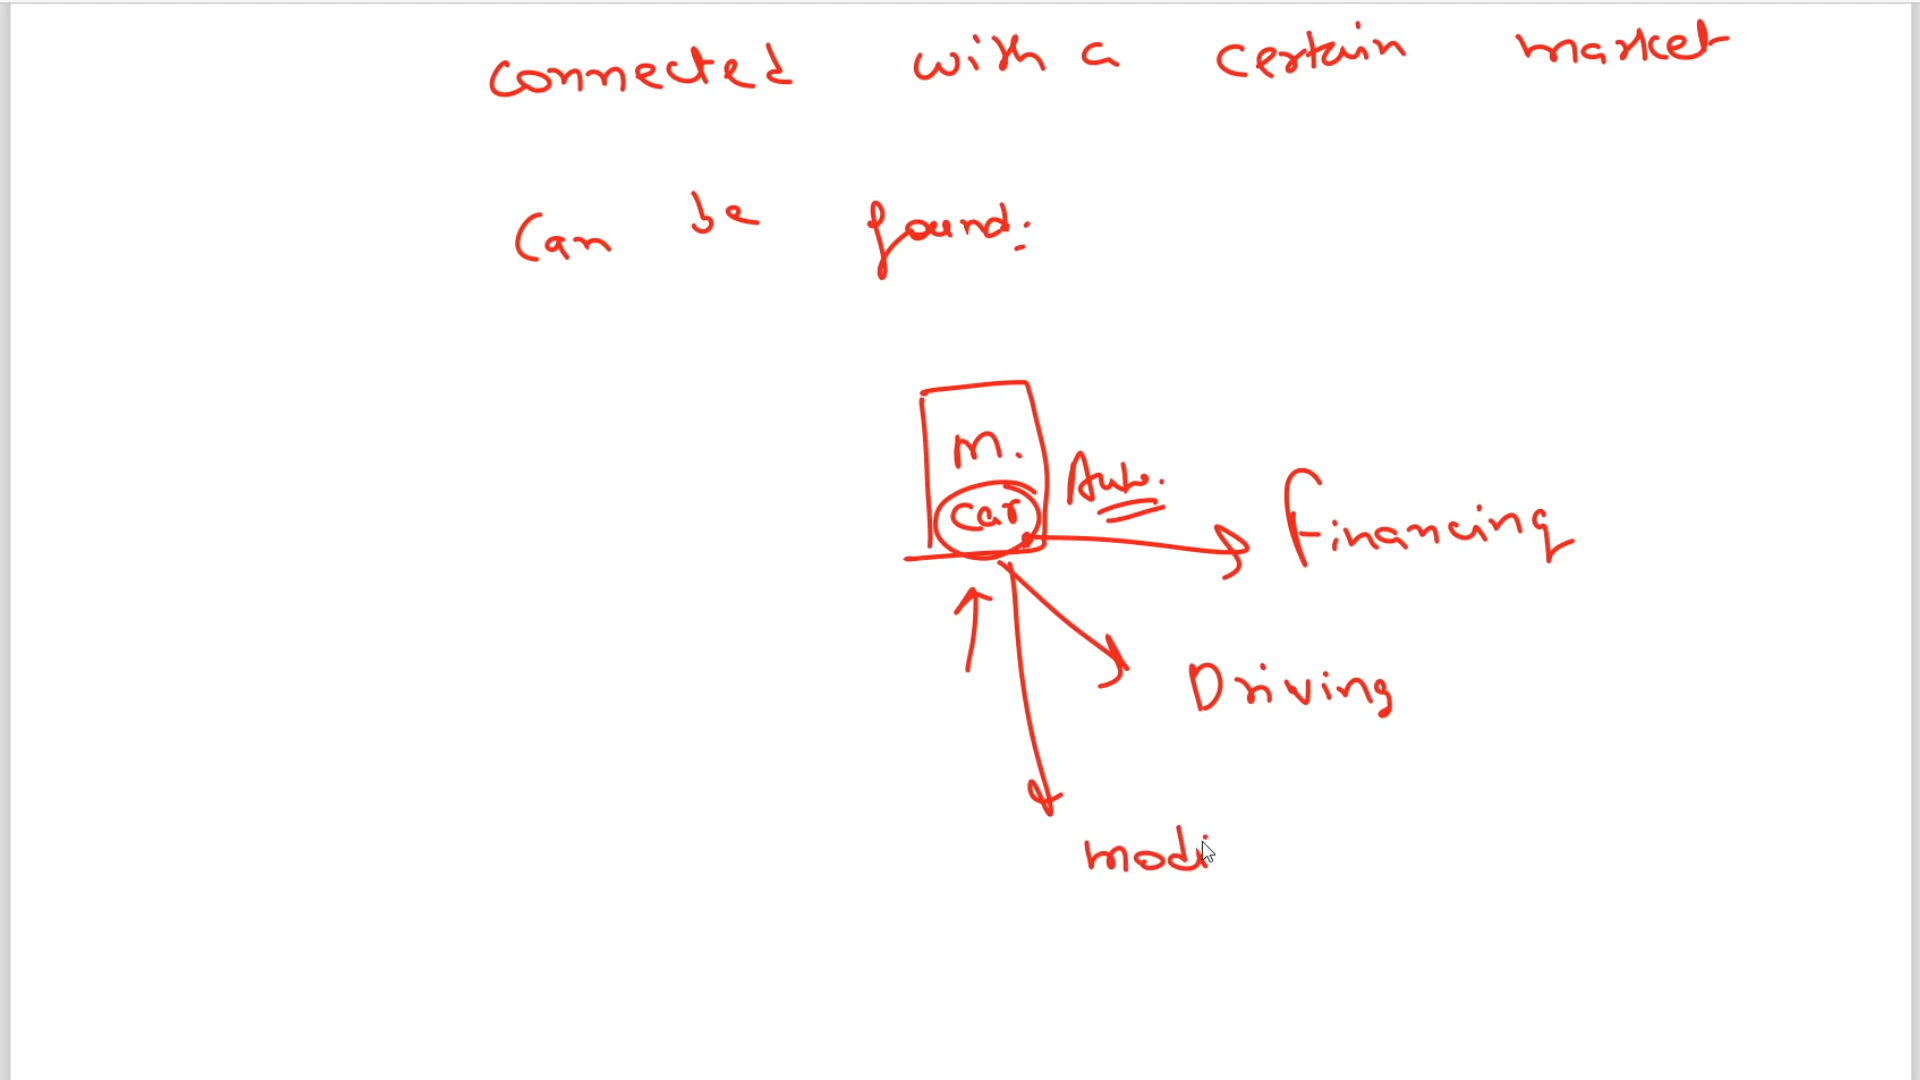 connected with a certain market
can be found:
m.
car
Auto.
financing
Driving
modi